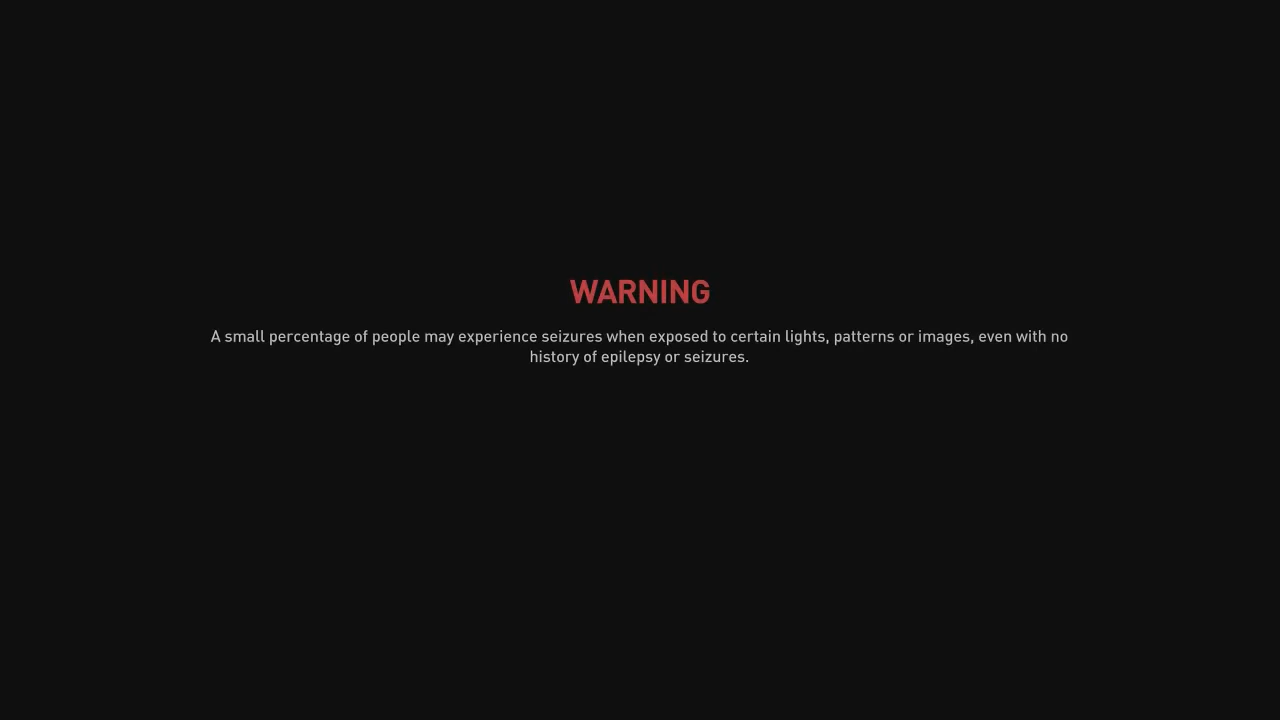 WARNING
A small percentage of people may experience seizures when exposed to certain lights, patterns or images, even with no
history of epilepsy or seizures.